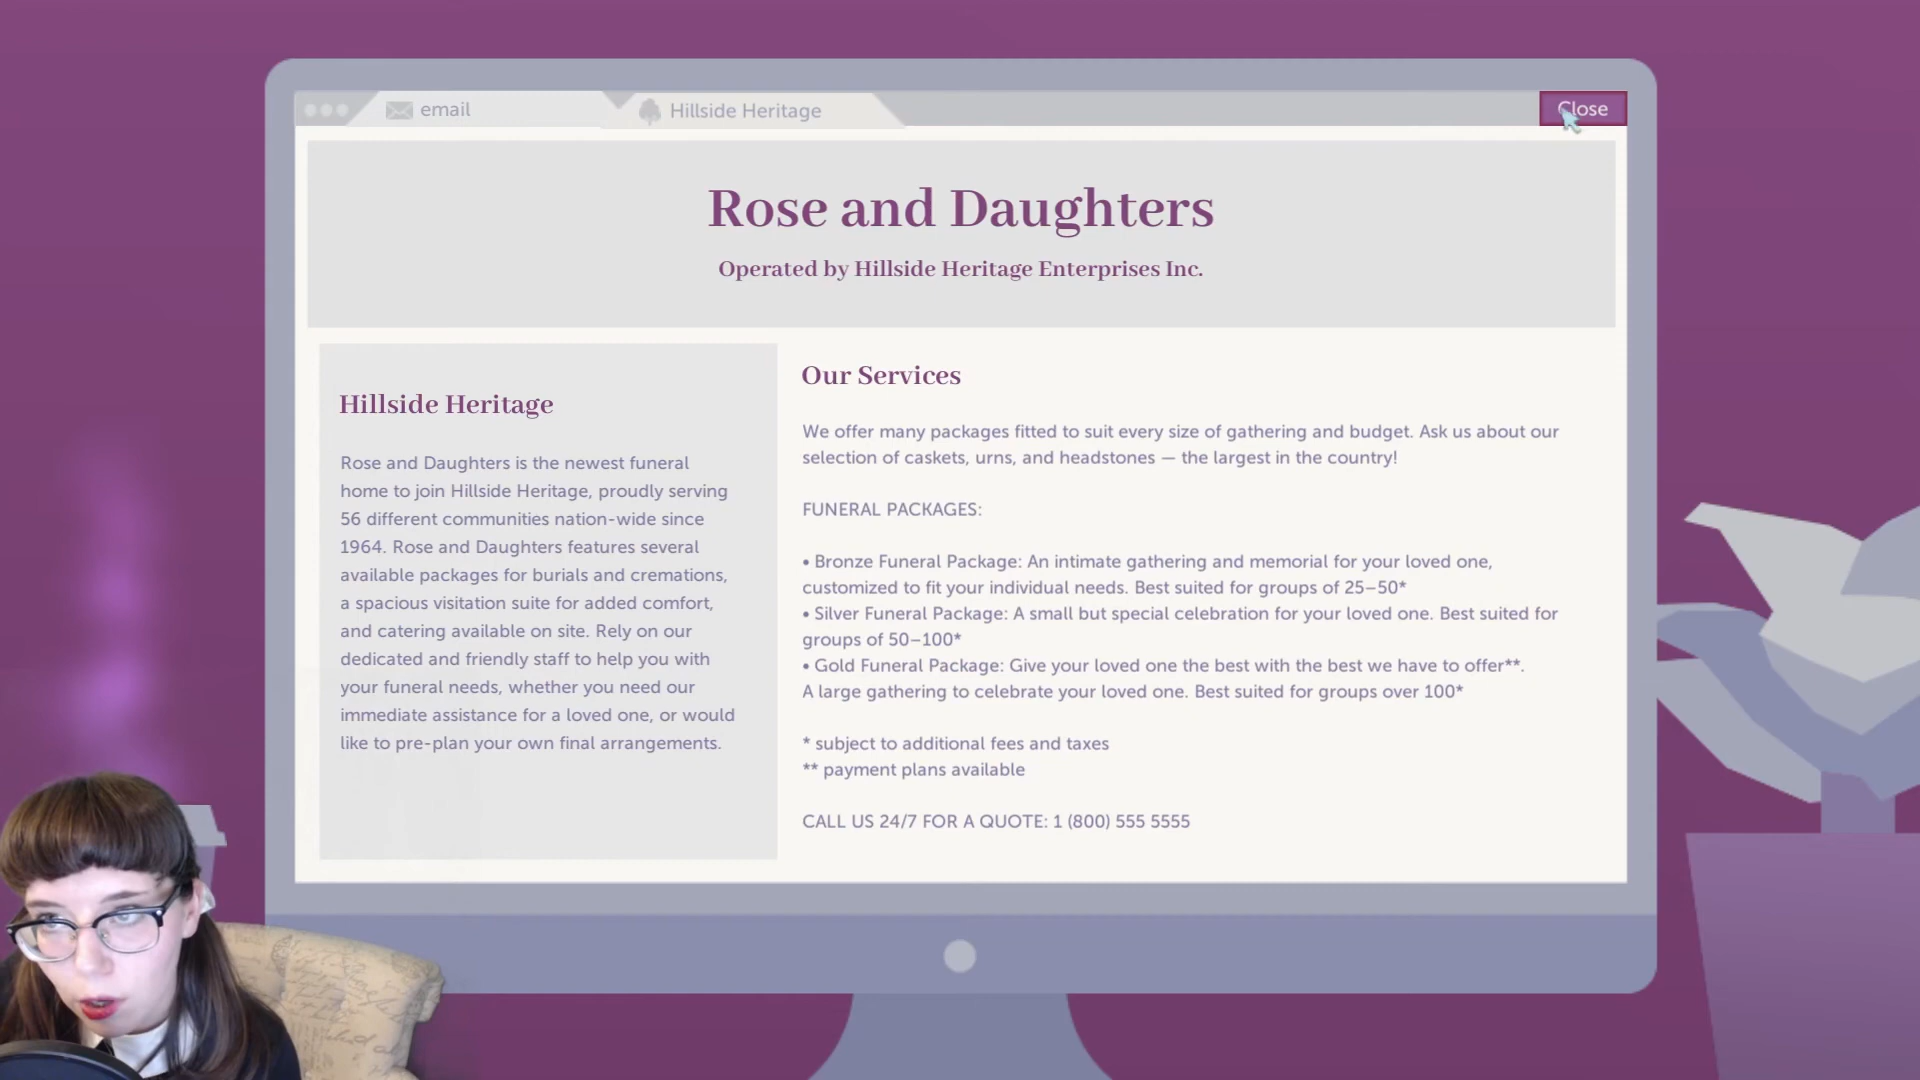 email
Hillside Heritage
Close
Rose and Daughters
Operated by Hillside Heritage Enterprises Inc.
Hillside Heritage
Rose and Daughters is the newest funeral
home to join Hillside Heritage, proudly serving
56 different communities nation-wide since
1964. Rose and Daughters features several
available packages for burials and cremations,
a spacious visitation suite for added comfort,
and catering available on site. Rely on our
dedicated and friendly staff to help you with
your funeral needs, whether you need our
immediate assistance for a loved one, or would
like to pre-plan your own final arrangements.
Our Services
We offer many packages fitted to suit every size of gathering and budget. Ask us about our
selection of caskets, urns, and headstones — the largest in the country!
FUNERAL PACKAGES:
• Bronze Funeral Package: An intimate gathering and memorial for your loved one,
customized to fit your individual needs. Best suited for groups of 25–50*
• Silver Funeral Package: A small but special celebration for your loved one. Best suited for
groups of 50–100*
• Gold Funeral Package: Give your loved one the best with the best we have to offer**.
A large gathering to celebrate your loved one. Best suited for groups over 100*
* subject to additional fees and taxes
** payment plans available
CALL US 24/7 FOR A QUOTE: 1 (800) 555 5555